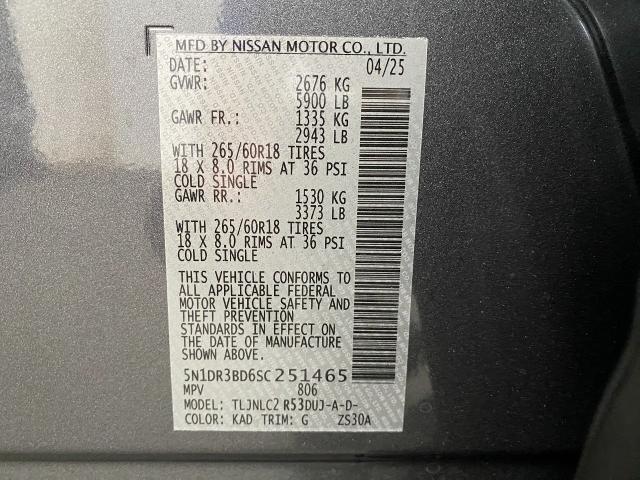 MFD BY NISSAN MOTOR CO., LTD.
DATE: 04/25
GVWR: 2676 KG
5900 LB
GAWR FR.: 1335 KG
2943 LB
WITH 265/60R18 TIRES
18 X 8.0 RIMS AT 36 PSI
COLD SINGLE
GAWR RR.: 1530 KG
3373 LB
WITH 265/60R18 TIRES
18 X 8.0 RIMS AT 36 PSI
COLD SINGLE
THIS VEHICLE CONFORMS TO
ALL APPLICABLE FEDERAL
MOTOR VEHICLE SAFETY AND
THEFT PREVENTION
STANDARDS IN EFFECT ON
THE DATE OF MANUFACTURE
SHOWN ABOVE.
5N1DR3BD6SC251465
MPV 806
MODEL: TLJNLC2 R53DUJ-A-D-
COLOR: KAD TRIM: G ZS30A